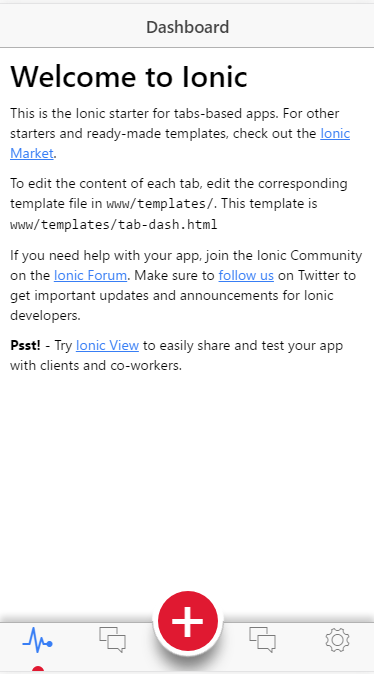 Dashboard
Welcome to Ionic
This is the Ionic starter for tabs-based apps. For other
starters and ready-made templates, check out the Ionic
Market.
To edit the content of each tab, edit the corresponding
template file in www/templates/. This template is
www/templates/tab-dash.html
If you need help with your app, join the Ionic Community
on the Ionic Forum. Make sure to follow us on Twitter to
get important updates and announcements for Ionic
developers.
Psst! - Try Ionic View to easily share and test your app
with clients and co-workers.